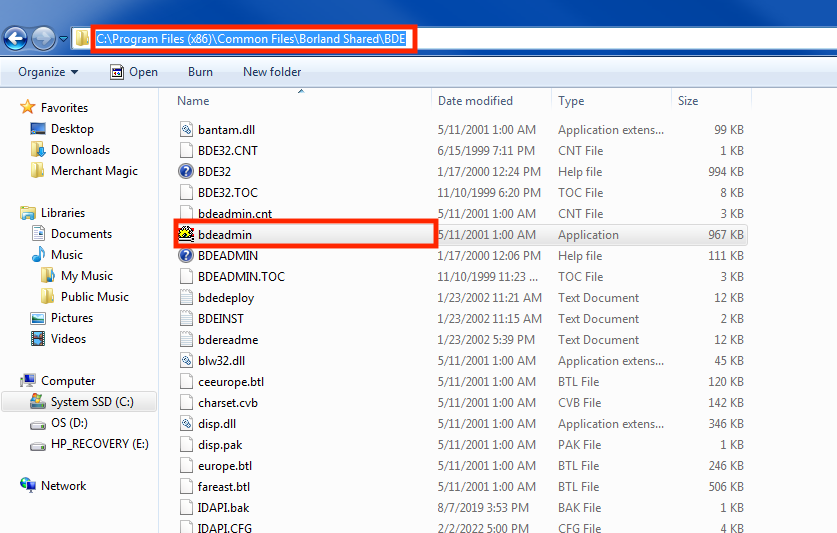 C:\Program Files (x86)\Common Files\Borland Shared\BDE
Organize Open Burn New folder
Favorites
Desktop
Downloads
Merchant Magic
Libraries
Documents
Music
My Music
Public Music
Pictures
Videos
Computer
System SSD (C:)
OS (D:)
HP_RECOVERY (E:)
Network
Name Date modified Type Size
bantam.dll 5/11/2001 1:00 AM Application extens... 99 KB
BDE32.CNT 6/15/1999 7:11 PM CNT File 1 KB
BDE32 1/17/2000 12:24 PM Help file 994 KB
BDE32.TOC 11/10/1999 6:20 PM TOC File 8 KB
bdeadmin.cnt 5/11/2001 1:00 AM CNT File 3 KB
bdeadmin 5/11/2001 1:00 AM Application 967 KB
BDEADMIN 1/17/2000 12:06 PM Help file 111 KB
BDEADMIN.TOC 11/10/1999 11:23 ... TOC File 3 KB
bdedeploy 1/23/2002 11:21 AM Text Document 12 KB
BDEINST 1/23/2002 11:15 AM Text Document 2 KB
bdereadme 1/23/2002 5:39 PM Text Document 12 KB
blw32.dll 5/11/2001 1:00 AM Application extens... 45 KB
ceeurope.btl 5/11/2001 1:00 AM BTL File 120 KB
charset.cvb 5/11/2001 1:00 AM CVB File 142 KB
disp.dll 5/11/2001 1:00 AM Application extens... 346 KB
disp.pak 5/11/2001 1:00 AM PAK File 1 KB
europe.btl 5/11/2001 1:00 AM BTL File 246 KB
fareast.btl 5/11/2001 1:00 AM BTL File 506 KB
IDAPI.bak 8/7/2019 3:53 PM BAK File 1 KB
IDAPI.CFG 2/2/2022 5:00 PM CFG File 4 KB